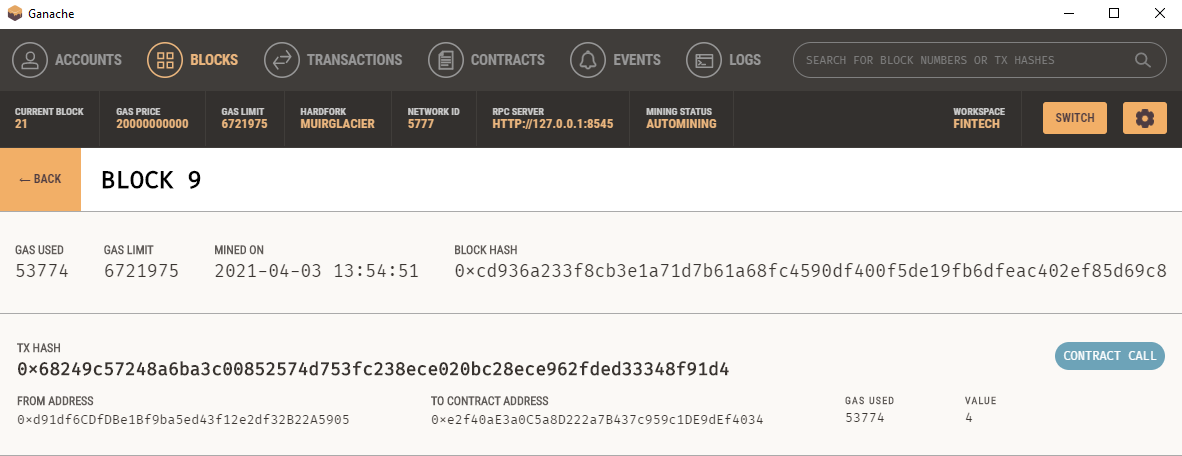 Ganache
ACCOUNTS BLOCKS TRANSACTIONS CONTRACTS EVENTS LOGS SEARCH FOR BLOCK NUMBERS OR TX HASHES
CURRENT BLOCK GAS PRICE GAS LIMIT HARDFORK NETWORK ID RPC SERVER MINING STATUS WORKSPACE
21 20000000000 6721975 MUIRGLACIER 5777 HTTP://127.0.0.1:8545 AUTOMINING FINTECH SWITCH
← BACK BLOCK 9
GAS USED GAS LIMIT MINED ON BLOCK HASH
53774 6721975 2021-04-03 13:54:51 0×cd936a233f8cb3e1a71d7b61a68fc4590df400f5de19fb6dfeac402ef85d69c8
TX HASH
0×68249c57248a6ba3c00852574d753fc238ece020bc28ece962fded33348f91d4 CONTRACT CALL
FROM ADDRESS TO CONTRACT ADDRESS GAS USED VALUE
0×d91df6CDfDBe1Bf9ba5ed43f12e2df32B22A5905 0×e2f40aE3a0C5a8D222a7B437c959c1DE9dEf4034 53774 4